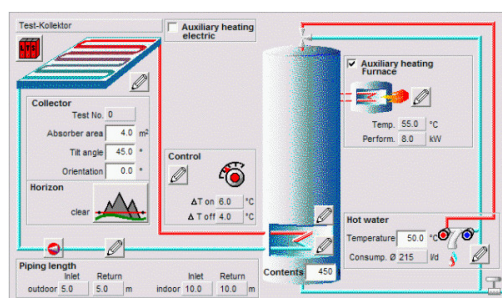 Test-Kollektor
LTS
Auxiliary heating
electric
Auxiliary heating
Furnace
Temp. 55.0 °C
Perform. 8.0 kW
Collector
Test No. 0
Absorber area 4.0 m²
Tilt angle 45.0 °
Orientation 0.0 °
Horizon
clear
Control
ΔT on 6.0 °C
ΔT off 4.0 °C
Hot water
Temperature 50.0 °C
Consump. Ø 215 l/d
Contents 450
Piping length
Inlet Return Inlet Return
outdoor 5.0 5.0 m indoor 10.0 10.0 m